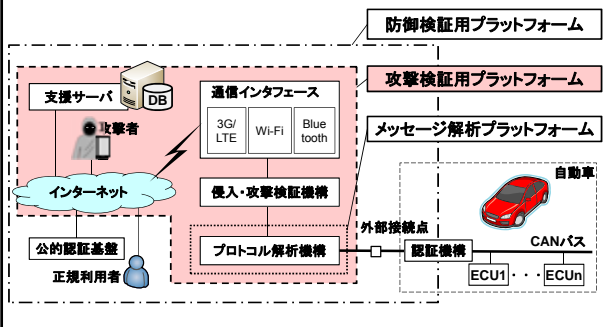 防御検証用プラットフォーム
攻撃検証用プラットフォーム
メッセージ解析プラットフォーム
支援サーバ
DB
通信インタフェース
3G/
LTE
Wi-Fi
Blue
tooth
攻撃者
インターネット
侵入・攻撃検証機構
自動車
外部接続点
公的認証基盤
プロトコル解析機構
認証機構
CANバス
正規利用者
ECU1
・・・
ECUn